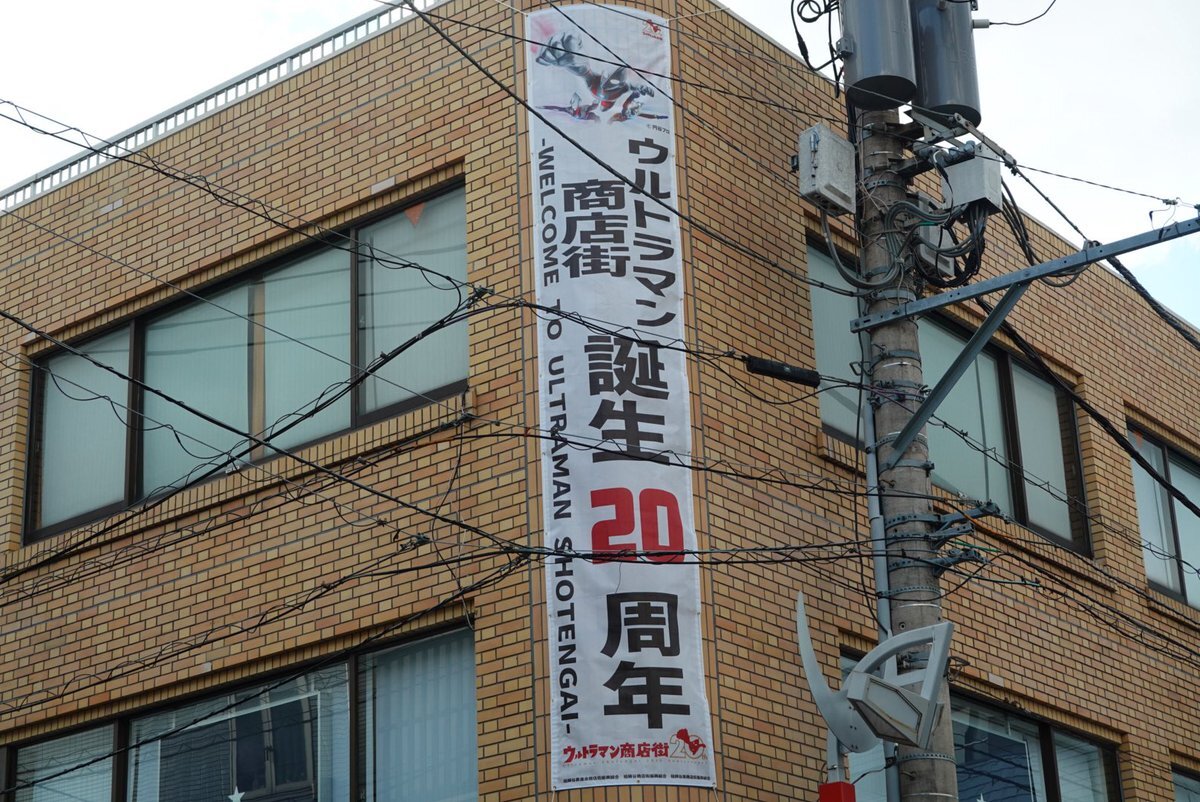 © 円谷プロ
ウルトラマン
商店街
誕生
20
周年
-WELCOME TO ULTRAMAN SHOTENGAI-
ウルトラマン商店街